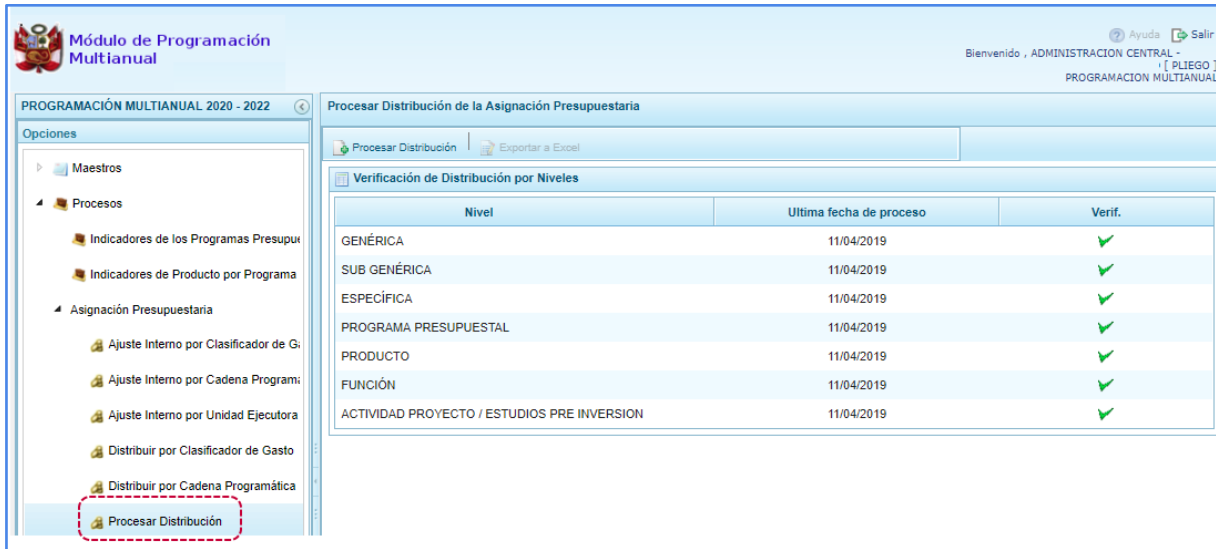 Módulo de Programación
Multianual
Ayuda Salir
Bienvenido , ADMINISTRACION CENTRAL -
[ PLIEGO ]
PROGRAMACION MULTIANUAL
PROGRAMACIÓN MULTIANUAL 2020 - 2022
Opciones
Maestros
Procesos
Indicadores de los Programas Presupue
Indicadores de Producto por Programa
Asignación Presupuestaria
Ajuste Interno por Clasificador de Ga
Ajuste Interno por Cadena Programa
Ajuste Interno por Unidad Ejecutora
Distribuir por Clasificador de Gasto
Distribuir por Cadena Programática
Procesar Distribución
Procesar Distribución de la Asignación Presupuestaria
Procesar Distribución Exportar a Excel
Verificación de Distribución por Niveles
Nivel Ultima fecha de proceso Verif.
GENÉRICA 11/04/2019
SUB GENÉRICA 11/04/2019
ESPECÍFICA 11/04/2019
PROGRAMA PRESUPUESTAL 11/04/2019
PRODUCTO 11/04/2019
FUNCIÓN 11/04/2019
ACTIVIDAD PROYECTO / ESTUDIOS PRE INVERSION 11/04/2019